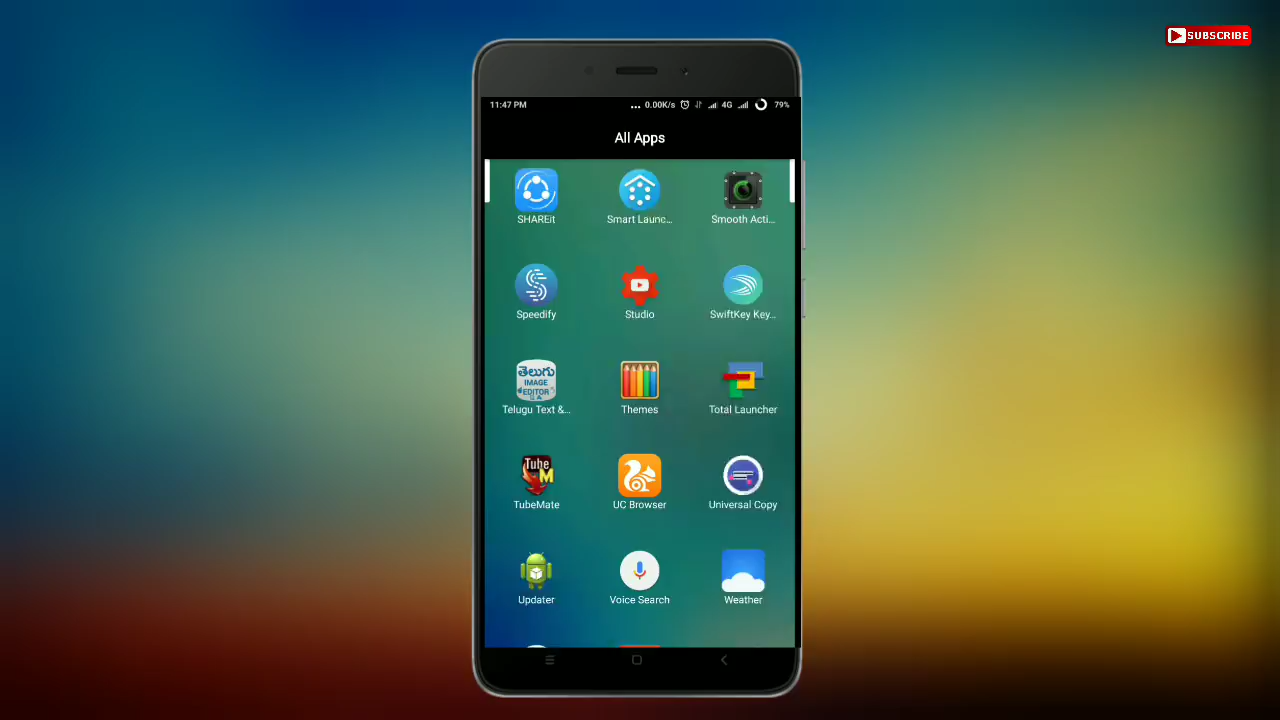 SUBSCRIBE
11:47 PM ... 0.00K/s 4G 79%
All Apps
SHAREit Smart Launc... Smooth Acti...
Speedify Studio SwiftKey Key...
తెలుగు
IMAGE
EDITOR
Telugu Text &... Themes Total Launcher
Tube
M
TubeMate UC Browser Universal Copy
Updater Voice Search Weather